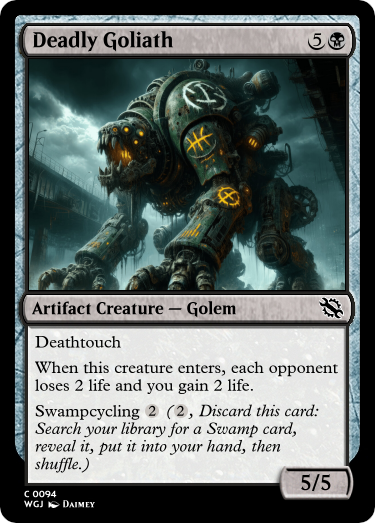 Deadly Goliath 5
Artifact Creature — Golem
Deathtouch
When this creature enters, each opponent
loses 2 life and you gain 2 life.
Swampcycling 2 (2, Discard this card:
Search your library for a Swamp card,
reveal it, put it into your hand, then
shuffle.)
5/5
C 0094
WGJ Daimey